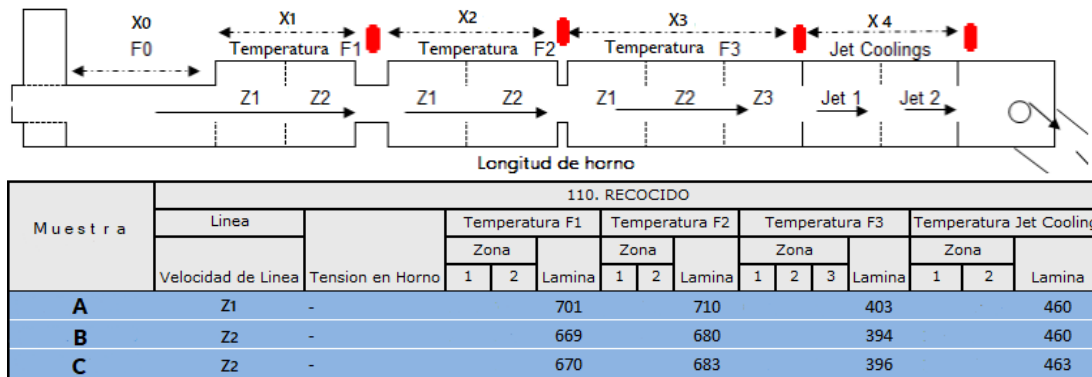 X0 X1 X2 X3 X 4
F0 Temperatura F1 Temperatura F2 Temperatura F3 Jet Coolings
Z1 Z2 Z1 Z2 Z1 Z2 Z3 Jet 1 Jet 2
Longitud de horno
110. RECOCIDO
Muestra Linea Temperatura F1 Temperatura F2 Temperatura F3 Temperatura Jet Cooling
Zona Zona Zona Zona
Velocidad de Linea Tension en Horno 1 2 Lamina 1 2 Lamina 1 2 3 Lamina 1 2 Lamina
A Z1 - 701 710 403 460
B Z2 - 669 680 394 460
C Z2 - 670 683 396 463